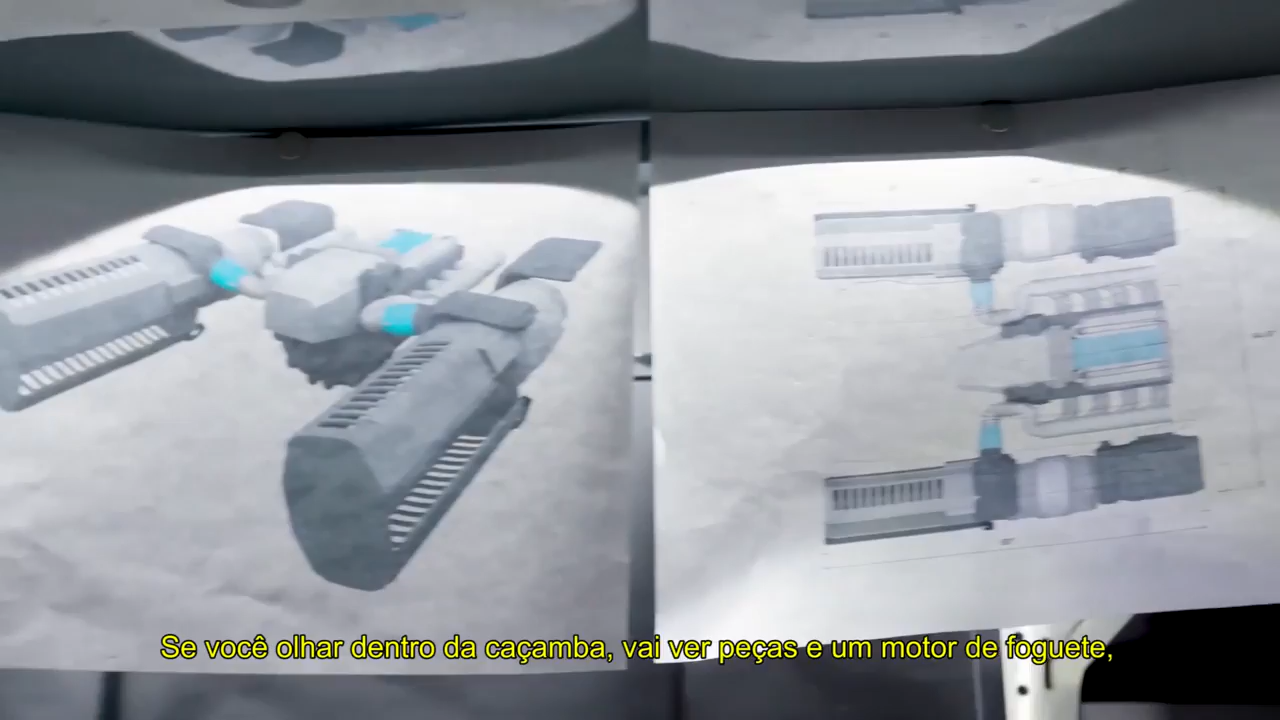 Se você olhar dentro da caçamba, vai ver peças e um motor de foguete,